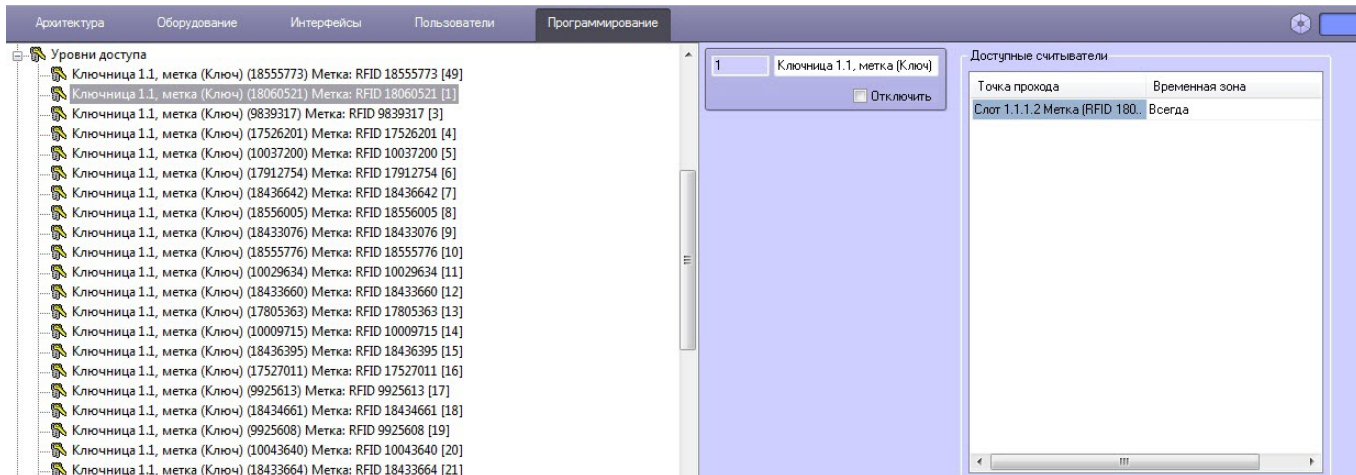 Архитектура Оборудование Интерфейсы Пользователи Программирование
Уровни доступа
Ключница 1.1, метка (Ключ) (18555773) Метка: RFID 18555773 [49]
Ключница 1.1, метка (Ключ) (18060521) Метка: RFID 18060521 [1]
Ключница 1.1, метка (Ключ) (9839317) Метка: RFID 9839317 [3]
Ключница 1.1, метка (Ключ) (17526201) Метка: RFID 17526201 [4]
Ключница 1.1, метка (Ключ) (10037200) Метка: RFID 10037200 [5]
Ключница 1.1, метка (Ключ) (17912754) Метка: RFID 17912754 [6]
Ключница 1.1, метка (Ключ) (18436642) Метка: RFID 18436642 [7]
Ключница 1.1, метка (Ключ) (18556005) Метка: RFID 18556005 [8]
Ключница 1.1, метка (Ключ) (18433076) Метка: RFID 18433076 [9]
Ключница 1.1, метка (Ключ) (18555776) Метка: RFID 18555776 [10]
Ключница 1.1, метка (Ключ) (10029634) Метка: RFID 10029634 [11]
Ключница 1.1, метка (Ключ) (18433660) Метка: RFID 18433660 [12]
Ключница 1.1, метка (Ключ) (17805363) Метка: RFID 17805363 [13]
Ключница 1.1, метка (Ключ) (10009715) Метка: RFID 10009715 [14]
Ключница 1.1, метка (Ключ) (18436395) Метка: RFID 18436395 [15]
Ключница 1.1, метка (Ключ) (17527011) Метка: RFID 17527011 [16]
Ключница 1.1, метка (Ключ) (9925613) Метка: RFID 9925613 [17]
Ключница 1.1, метка (Ключ) (18434661) Метка: RFID 18434661 [18]
Ключница 1.1, метка (Ключ) (9925608) Метка: RFID 9925608 [19]
Ключница 1.1, метка (Ключ) (10043640) Метка: RFID 10043640 [20]
Ключница 1.1, метка (Ключ) (18433664) Метка: RFID 18433664 [21]
1 Ключница 1.1, метка (Ключ)
Отключить
Доступные считыватели
Точка прохода Временная зона
Слот 1.1.1.2 Метка (RFID 180... Всегда